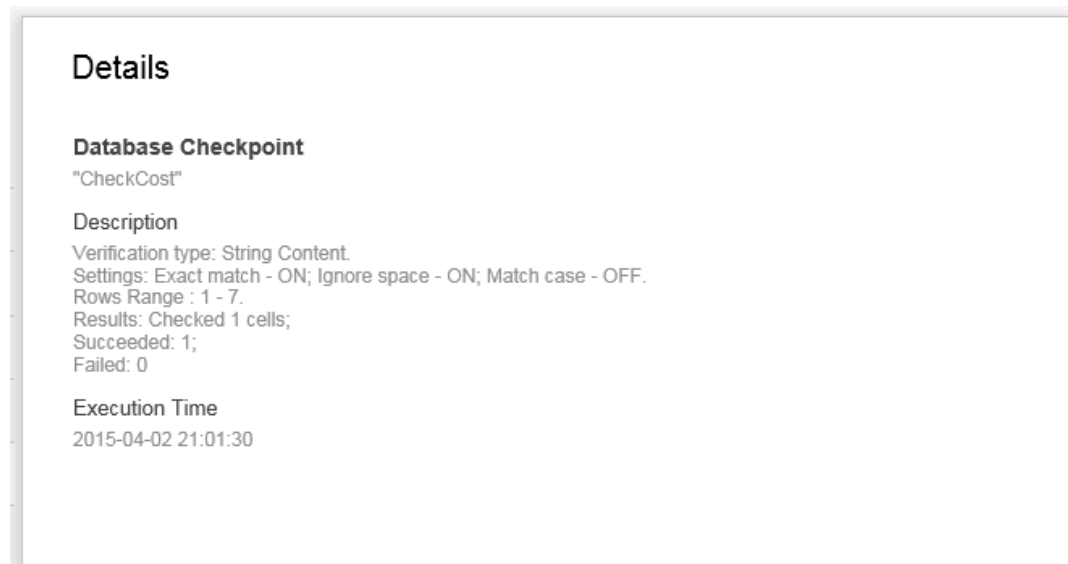 Details
Database Checkpoint
"CheckCost"
Description
Verification type: String Content.
Settings: Exact match - ON; Ignore space - ON; Match case - OFF.
Rows Range : 1 - 7.
Results: Checked 1 cells;
Succeeded: 1;
Failed: 0
Execution Time
2015-04-02 21:01:30